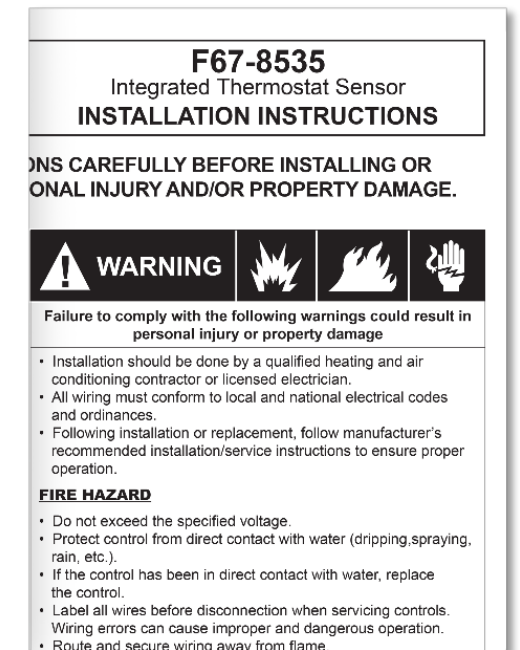 F67-8535
Integrated Thermostat Sensor
INSTALLATION INSTRUCTIONS
CAREFULLY BEFORE INSTALLING OR
INJURY AND/OR PROPERTY DAMAGE.
WARNING
Failure to comply with the following warnings could result in
personal injury or property damage
• Installation should be done by a qualified heating and air
conditioning contractor or licensed electrician.
• All wiring must conform to local and national electrical codes
and ordinances.
• Following installation or replacement, follow manufacturer's
recommended installation/service instructions to ensure proper
operation.
FIRE HAZARD
• Do not exceed the specified voltage.
• Protect control from direct contact with water (dripping,spraying,
rain, etc.).
• If the control has been in direct contact with water, replace
the control.
• Label all wires before disconnection when servicing controls.
Wiring errors can cause improper and dangerous operation.
• Route and secure wiring away from flame